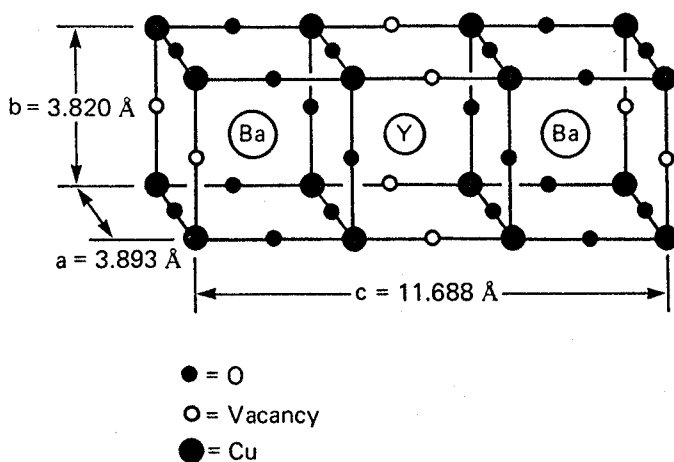 b = 3.820 Å
Ba
Y
Ba
a = 3.893 Å
c = 11.688 Å
= O
= Vacancy
= Cu